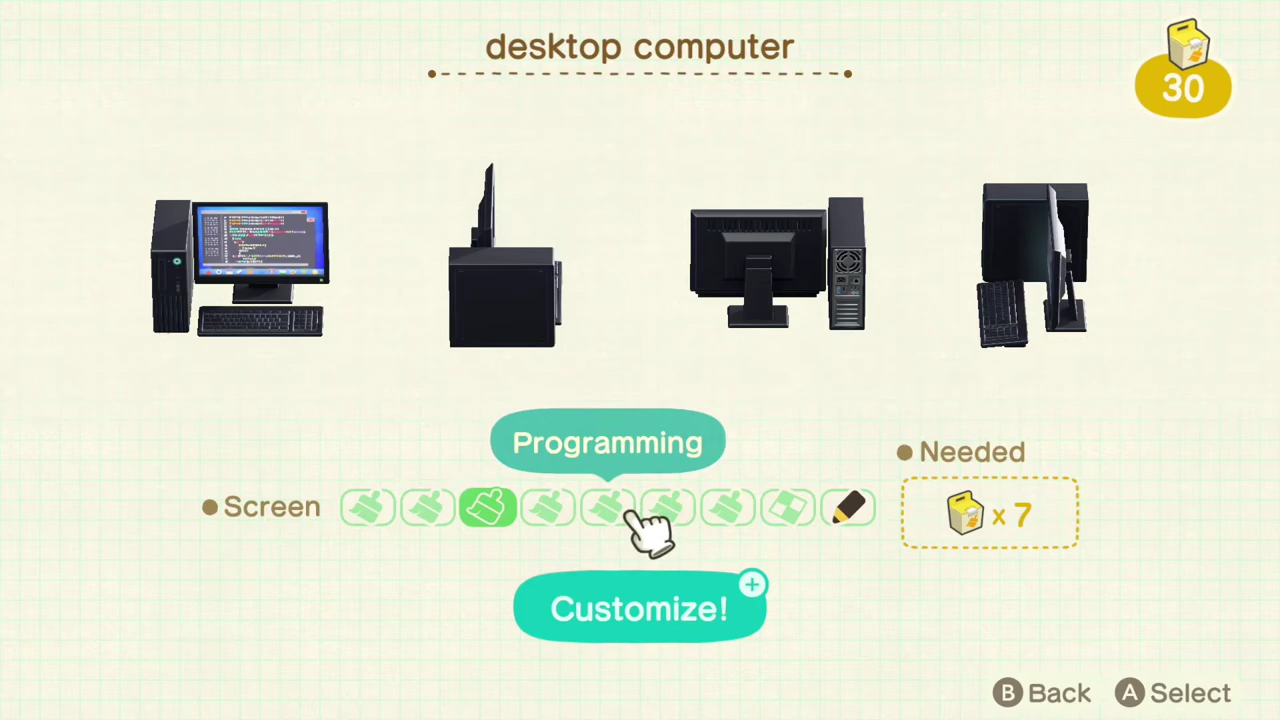 desktop computer
30
Programming
Screen
Needed
x 7
Customize!
B Back A Select